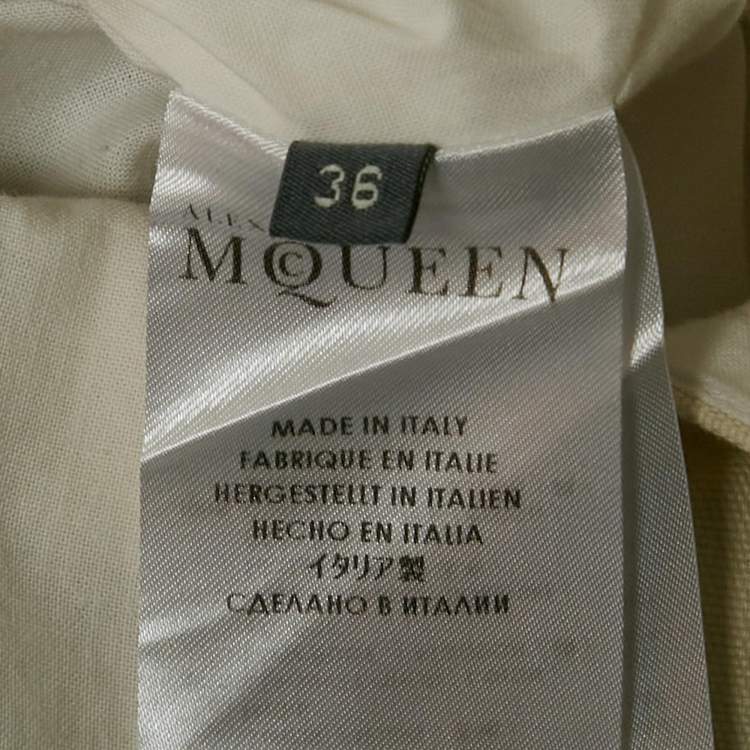 36
ALEX
MCQUEEN
MADE IN ITALY
FABRIQUE EN ITALIE
HERGESTELLT IN ITALIEN
HECHO EN ITALIA
イタリア製
СДЕЛАНО В ИТАЛИИ